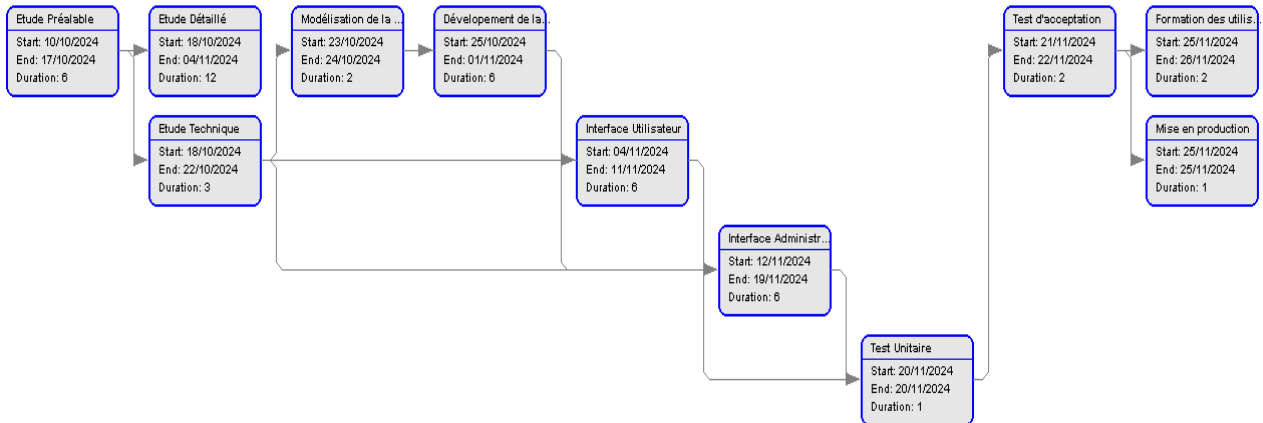 Etude Préalable
Start: 10/10/2024
End: 17/10/2024
Duration: 6
Etude Détaillé
Start: 18/10/2024
End: 04/11/2024
Duration: 12
Modélisation de la ...
Start: 23/10/2024
End: 24/10/2024
Duration: 2
Dévelopement de la...
Start: 25/10/2024
End: 01/11/2024
Duration: 6
Test d'acceptation
Start: 21/11/2024
End: 22/11/2024
Duration: 2
Formation des utilis...
Start: 25/11/2024
End: 26/11/2024
Duration: 2
Etude Technique
Start: 18/10/2024
End: 22/10/2024
Duration: 3
Interface Utilisateur
Start: 04/11/2024
End: 11/11/2024
Duration: 6
Mise en production
Start: 25/11/2024
End: 25/11/2024
Duration: 1
Interface Administr...
Start: 12/11/2024
End: 19/11/2024
Duration: 6
Test Unitaire
Start: 20/11/2024
End: 20/11/2024
Duration: 1